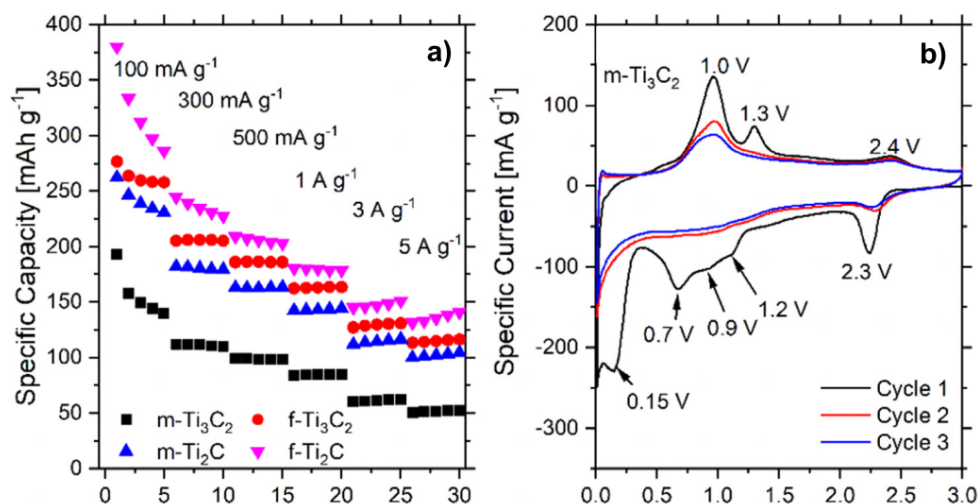 a)
Specific Capacity [mAh g⁻¹]
400
350
300
250
200
150
100
50
0
100 mA g⁻¹
300 mA g⁻¹
500 mA g⁻¹
1 A g⁻¹
3 A g⁻¹
5 A g⁻¹
m-Ti₃C₂ f-Ti₃C₂
m-Ti₂C f-Ti₂C
0 5 10 15 20 25 30
b)
Specific Current [mA g⁻¹]
200
100
0
-100
-200
-300
m-Ti₃C₂
1.0 V
1.3 V
2.4 V
2.3 V
1.2 V
0.9 V
0.7 V
0.15 V
Cycle 1
Cycle 2
Cycle 3
0.0 0.5 1.0 1.5 2.0 2.5 3.0